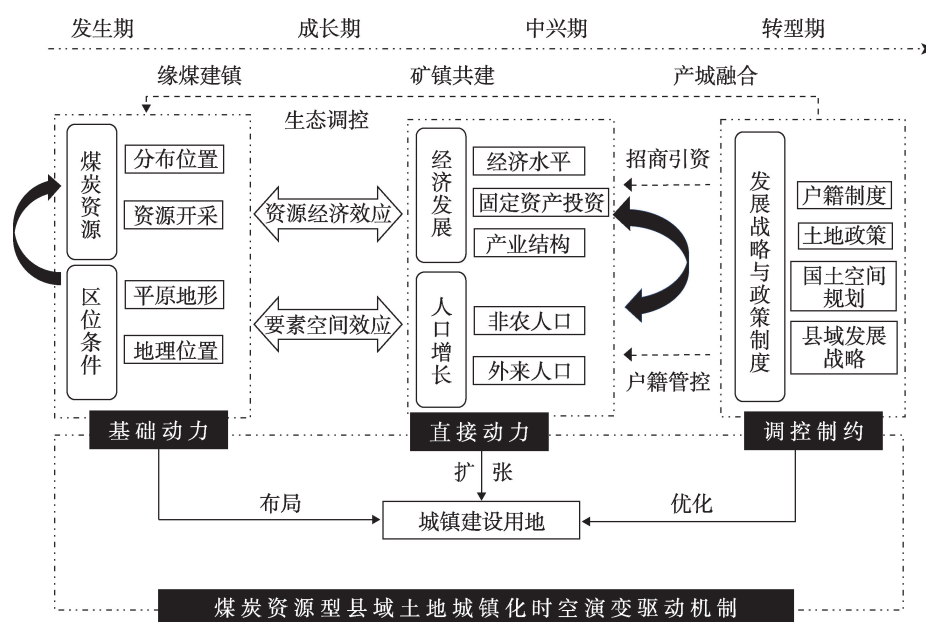 发生期
成长期
中兴期
转型期
缘煤建镇
矿镇共建
产城融合
生态调控
煤炭资源
分布位置
资源开采
区位条件
平原地形
地理位置
资源经济效应
要素空间效应
经济发展
经济水平
固定资产投资
产业结构
人口增长
非农人口
外来人口
招商引资
户籍管控
发展战略与政策制度
户籍制度
土地政策
国土空间
规划
县域发展
战略
基础动力
直接动力
调控制约
布局
扩 张
优化
城镇建设用地
煤炭资源型县域土地城镇化时空演变驱动机制